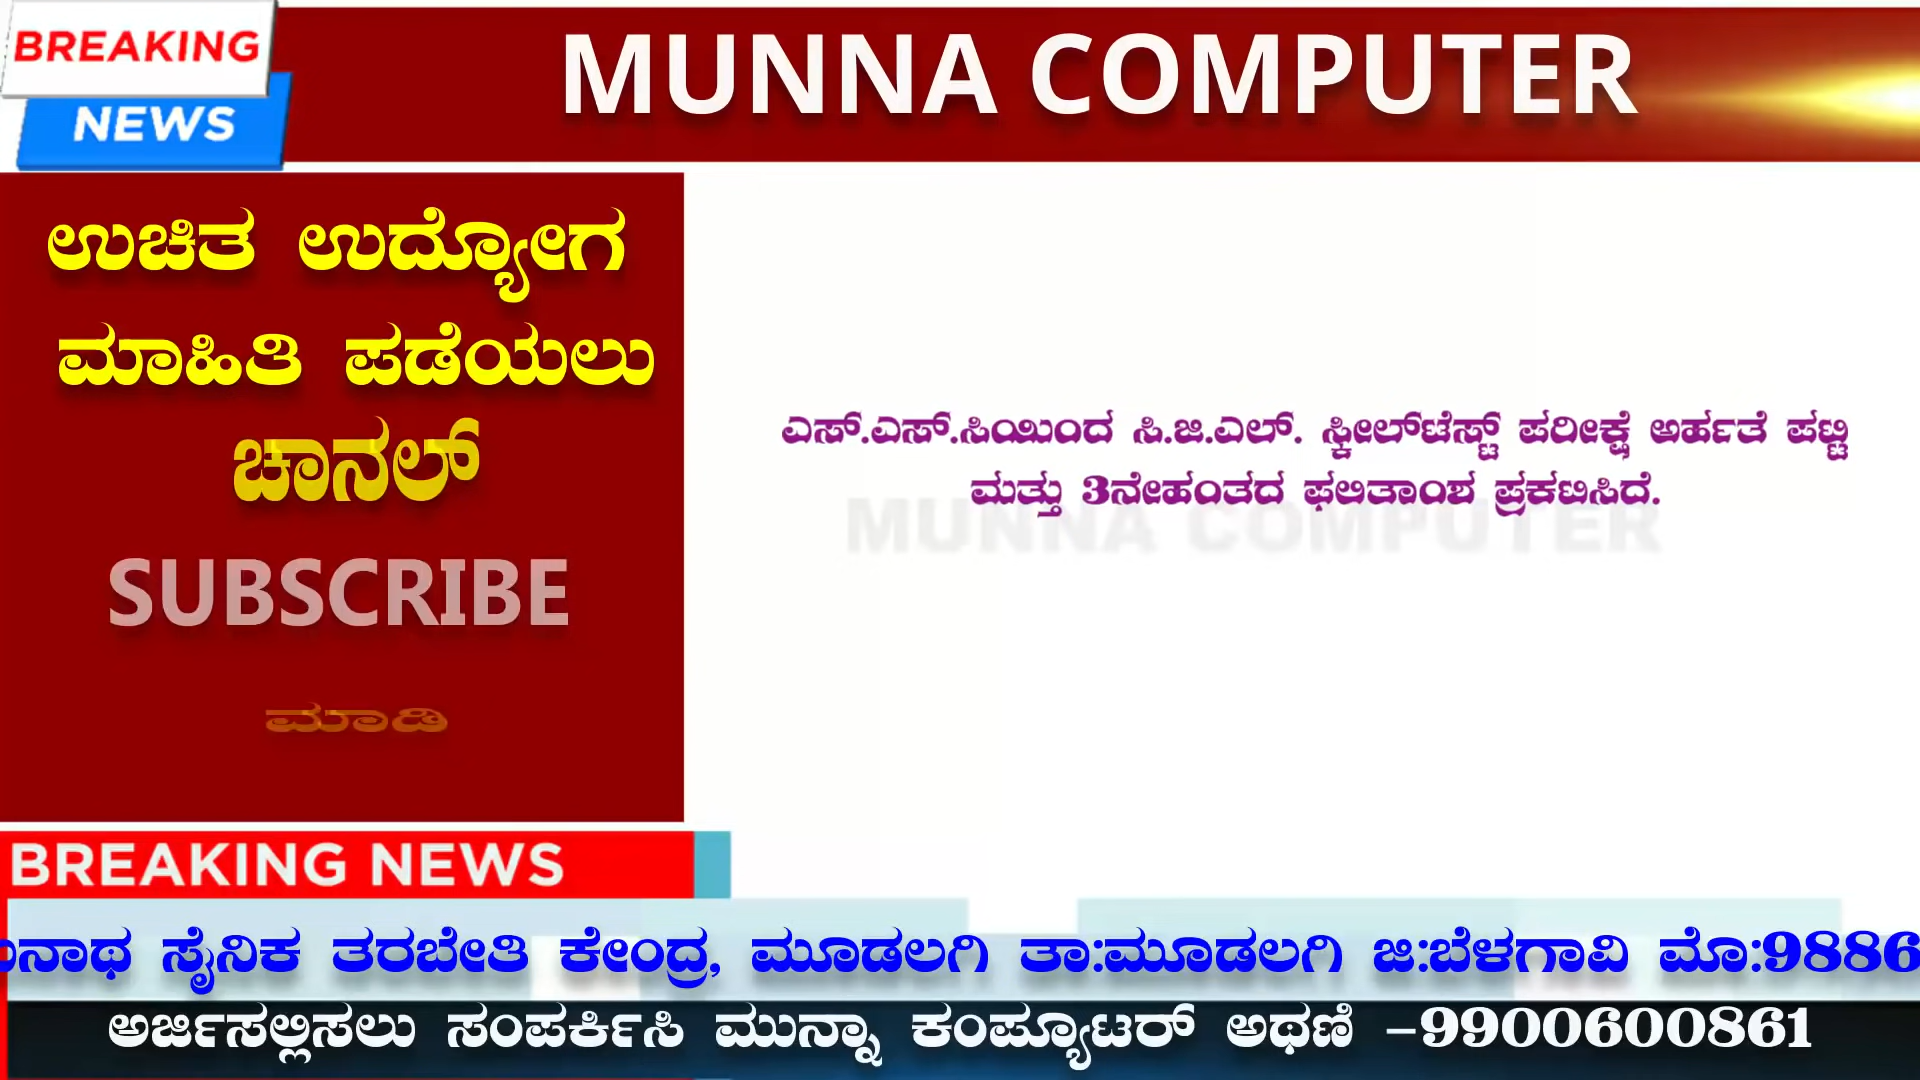 BREAKING
NEWS
MUNNA COMPUTER
ಉಚಿತ ಉದ್ಯೋಗ
ಮಾಹಿತಿ ಪಡೆಯಲು
ಚಾನಲ್
SUBSCRIBE
ಮಾಡಿ
ಎಸ್.ಎಸ್.ಸಿಯಿಂದ ಸಿ.ಜಿ.ಎಲ್. ಸ್ಕೀಲ್‌ಟೆಸ್ಟ್ ಪರೀಕ್ಷೆ ಅರ್ಹತೆ ಪಟ್ಟಿ
ಮತ್ತು 3ನೇಹಂತದ ಫಲಿತಾಂಶ ಪ್ರಕಟಿಸಿದೆ.
MUNNA COMPUTER
BREAKING NEWS
ನಾಥ ಸೈನಿಕ ತರಬೇತಿ ಕೇಂದ್ರ, ಮೂಡಲಗಿ ತಾ:ಮೂಡಲಗಿ ಜಿ:ಬೆಳಗಾವಿ ಮೊ:9886
ಅರ್ಜಿಸಲ್ಲಿಸಲು ಸಂಪರ್ಕಿಸಿ ಮುನ್ನಾ ಕಂಪ್ಯೂಟರ್ ಅಥಣಿ -9900600861